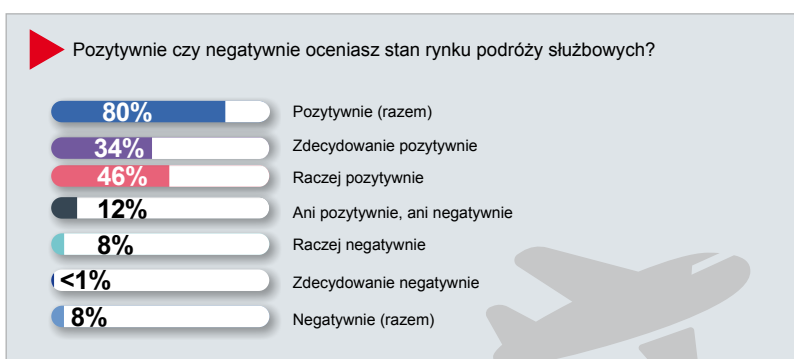 Pozytywnie czy negatywnie oceniasz stan rynku podróży służbowych?
80% Pozytywnie (razem)
34% Zdecydowanie pozytywnie
46% Raczej pozytywnie
12% Ani pozytywnie, ani negatywnie
8% Raczej negatywnie
<1% Zdecydowanie negatywnie
8% Negatywnie (razem)